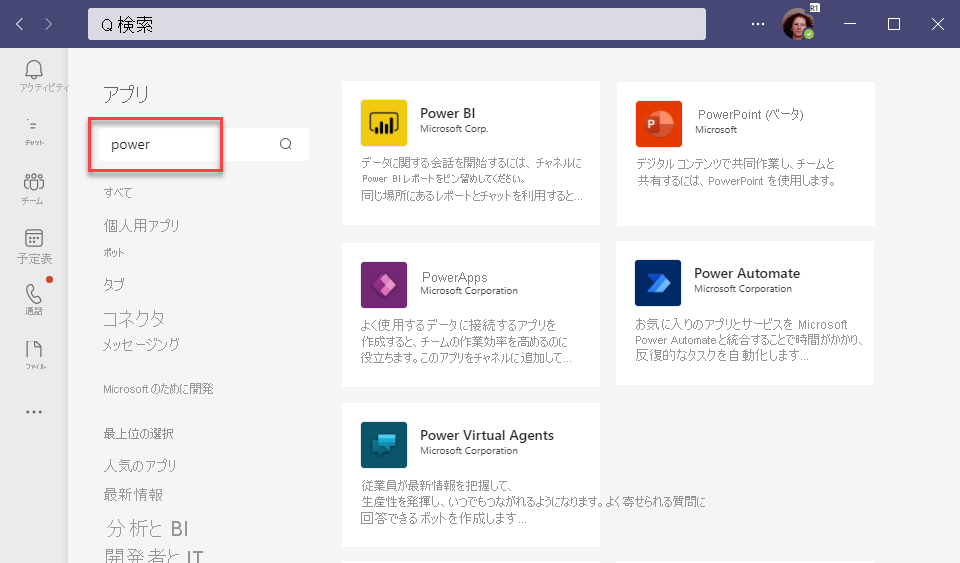 Q 検索
R1
アクティビティ
チャット
チーム
予定表
通話
ファイル
アプリ
power
すべて
個人用アプリ
ボット
タブ
コネクタ
メッセージング
Microsoft のために開発
最上位の選択
人気のアプリ
最新情報
分析と BI
開発者と IT
Power BI
Microsoft Corp.
データに関する会話を開始するには、チャネルに
Power BI レポートをピン留めしてください。
同じ場所にあるレポートとチャットを利用すると...
PowerPoint (ベータ)
Microsoft
デジタル コンテンツで共同作業し、チームと
共有するには、PowerPoint を使用します。
PowerApps
Microsoft Corporation
よく使用するデータに接続するアプリを
作成すると、チームの作業効率を高めるのに
役立ちます。このアプリをチャネルに追加して...
Power Automate
Microsoft Corporation
お気に入りのアプリとサービスを Microsoft
Power Automate と統合することで時間がかかり、
反復的なタスクを自動化します...
Power Virtual Agents
Microsoft Corporation
従業員が最新情報を把握して、
生産性を発揮し、いつでもつながれるようになります。よく寄せられる質問に
回答できるボットを作成します...